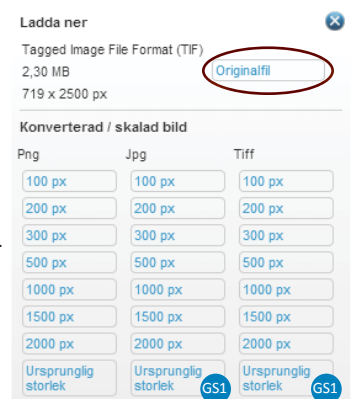 Ladda ner
Tagged Image File Format (TIF)
2,30 MB Originalfil
719 x 2500 px
Konverterad / skalad bild
Png Jpg Tiff
100 px 100 px 100 px
200 px 200 px 200 px
300 px 300 px 300 px
500 px 500 px 500 px
1000 px 1000 px 1000 px
1500 px 1500 px 1500 px
2000 px 2000 px 2000 px
Ursprunglig Ursprunglig Ursprunglig
storlek storlek GS1 storlek GS1